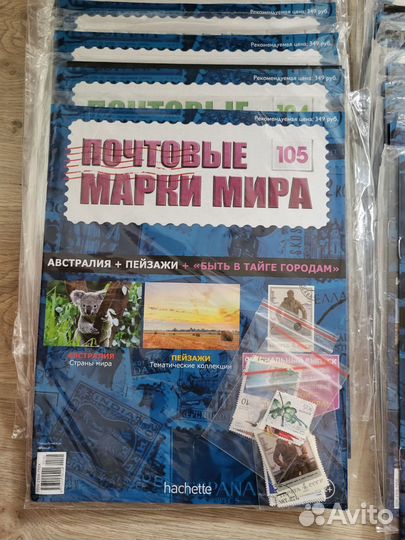 Рекомендуемая цена: 349 руб.
Рекомендуемая цена: 349 руб.
Рекомендуемая цена: 349 руб.
ПОЧТОВЫЕ 104
Рекомендуемая цена: 349 руб.
ПОЧТОВЫЕ 105
МАРКИ МИРА
АВСТРАЛИЯ + ПЕЙЗАЖИ + «БЫТЬ В ТАЙГЕ ГОРОДАМ»
АВСТРАЛИЯ
Страны мира
ПЕЙЗАЖИ
Тематические коллекции
hachette
Avito